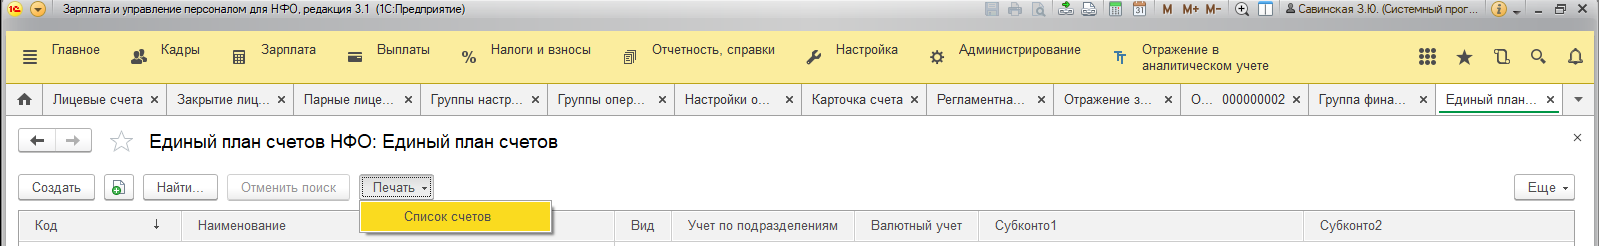 Зарплата и управление персоналом для НФО, редакция 3.1 (1С:Предприятие)
M M+ M-
Савинская З.Ю. (Системный прог...
Главное
Кадры
Зарплата
Выплаты
% Налоги и взносы
Отчетность, справки
Настройка
Администрирование
Отражение в
аналитическом учете
Лицевые счета × Закрытие лиц... × Парные лице... × Группы настр... × Группы опер... × Настройки о... × Карточка счета × Регламентна... × Отражение з... × О... 000000002 × Группа фина... × Единый план... ×
Единый план счетов НФО: Единый план счетов
Создать
Найти...
Отменить поиск
Печать
Еще
Список счетов
Код
Наименование
Вид
Учет по подразделениям
Валютный учет
Субконто1
Субконто2